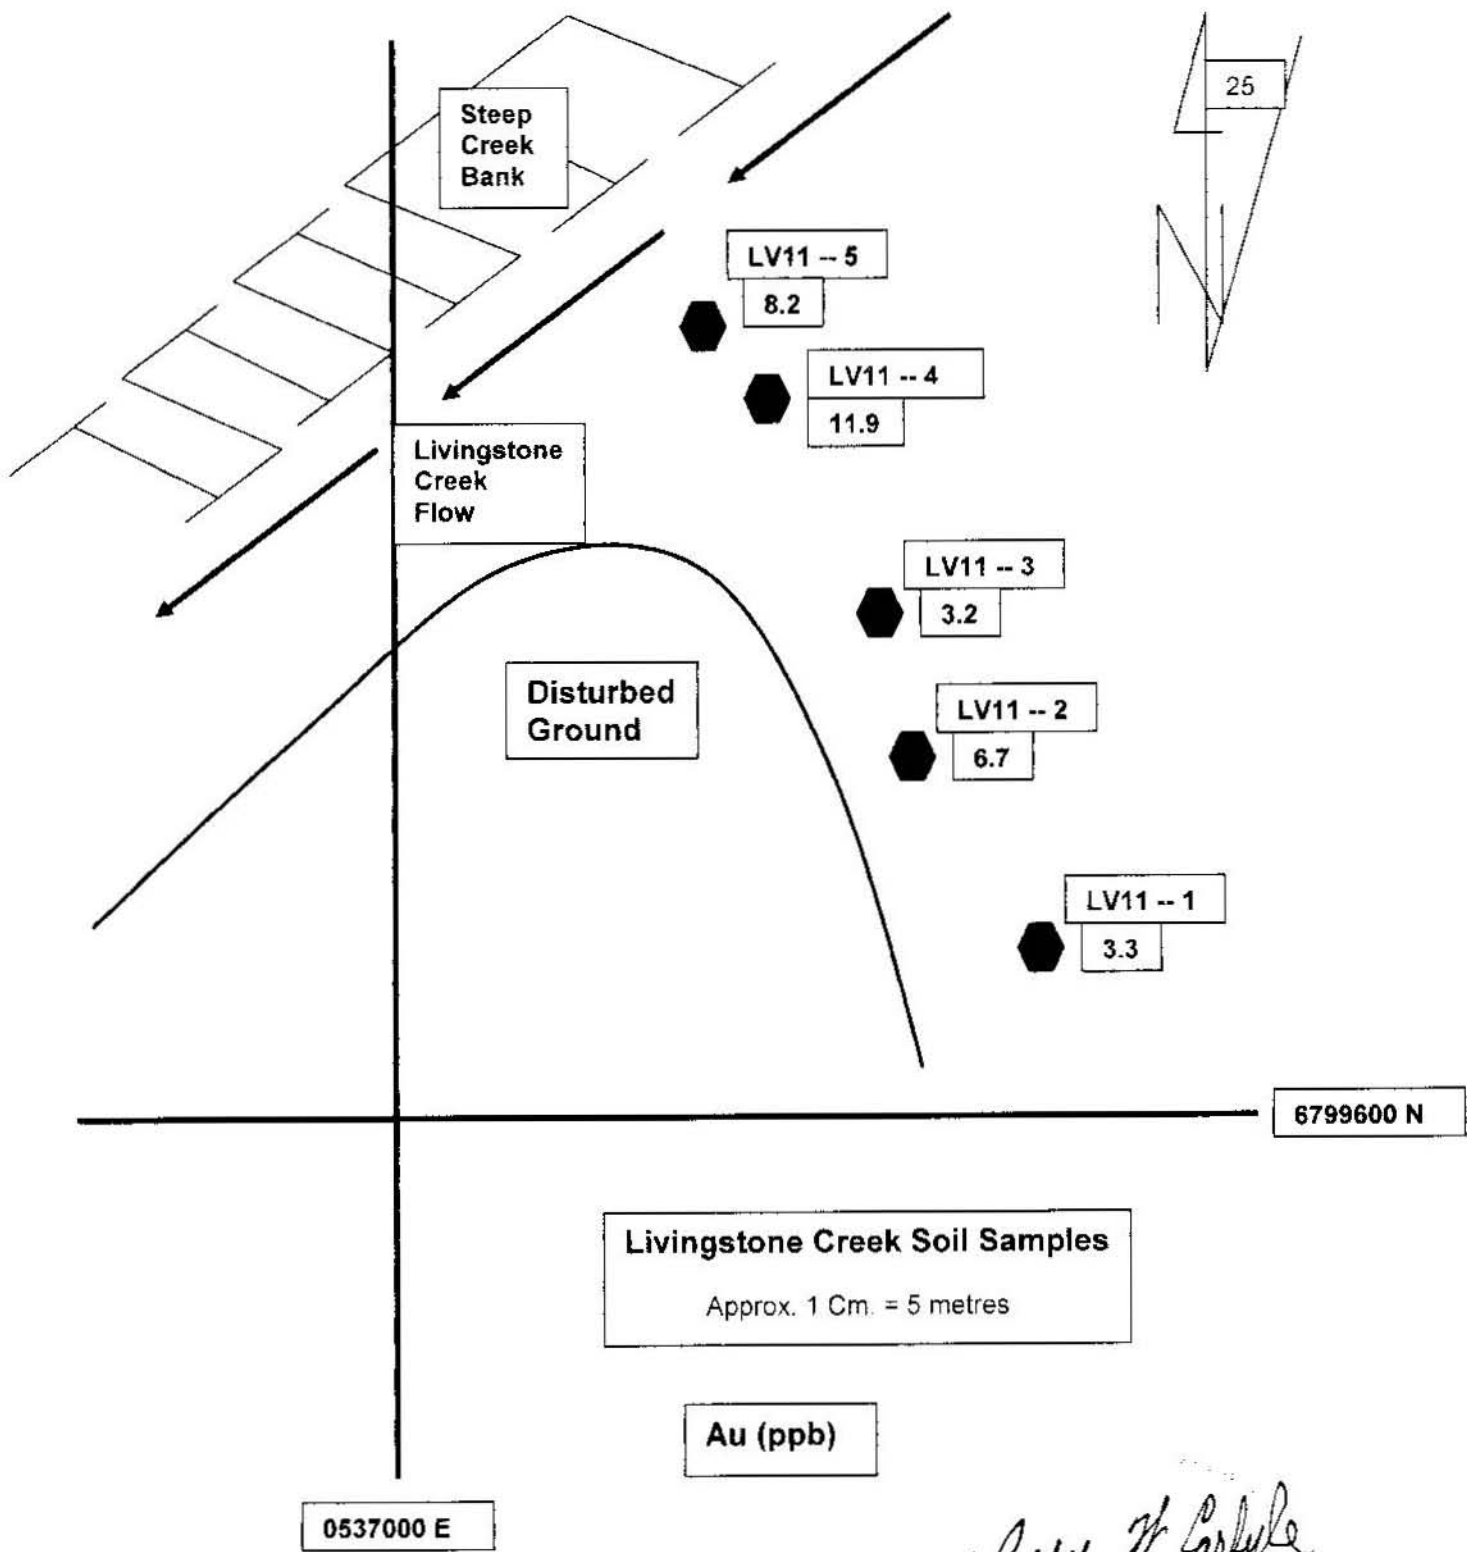 Steep
Creek
Bank
25
LV11 -- 5
8.2
LV11 -- 4
11.9
Livingstone
Creek
Flow
LV11 -- 3
3.2
Disturbed
Ground
LV11 -- 2
6.7
LV11 -- 1
3.3
6799600 N
Livingstone Creek Soil Samples
Approx. 1 Cm. = 5 metres
Au (ppb)
0537000 E
W Carlyle